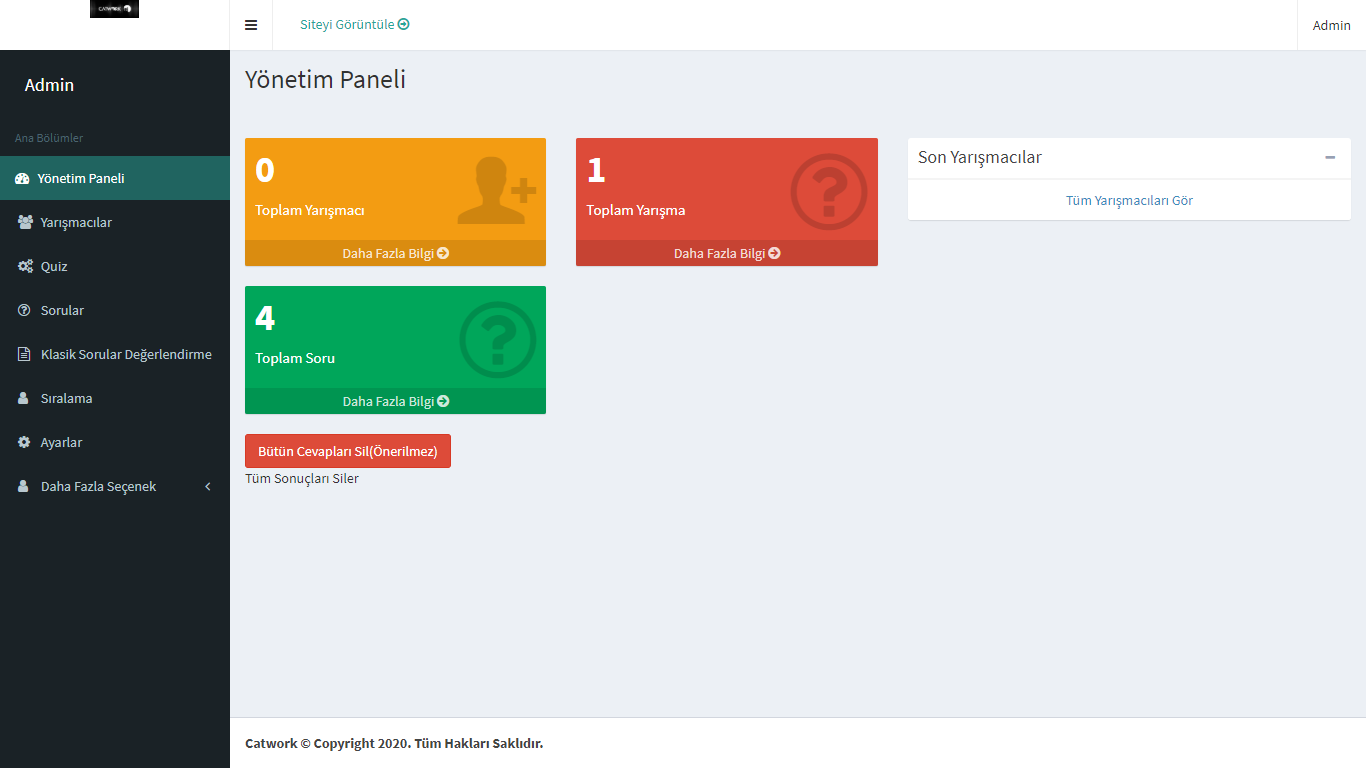 CATWORK
Siteyi Görüntüle
Admin
Admin
Ana Bölümler
Yönetim Paneli
Yarışmacılar
Quiz
Sorular
Klasik Sorular Değerlendirme
Sıralama
Ayarlar
Daha Fazla Seçenek
Yönetim Paneli
0
Toplam Yarışmacı
Daha Fazla Bilgi
1
Toplam Yarışma
Daha Fazla Bilgi
Son Yarışmacılar
Tüm Yarışmacıları Gör
4
Toplam Soru
Daha Fazla Bilgi
Bütün Cevapları Sil(Önerilmez)
Tüm Sonuçları Siler
Catwork © Copyright 2020. Tüm Hakları Saklıdır.